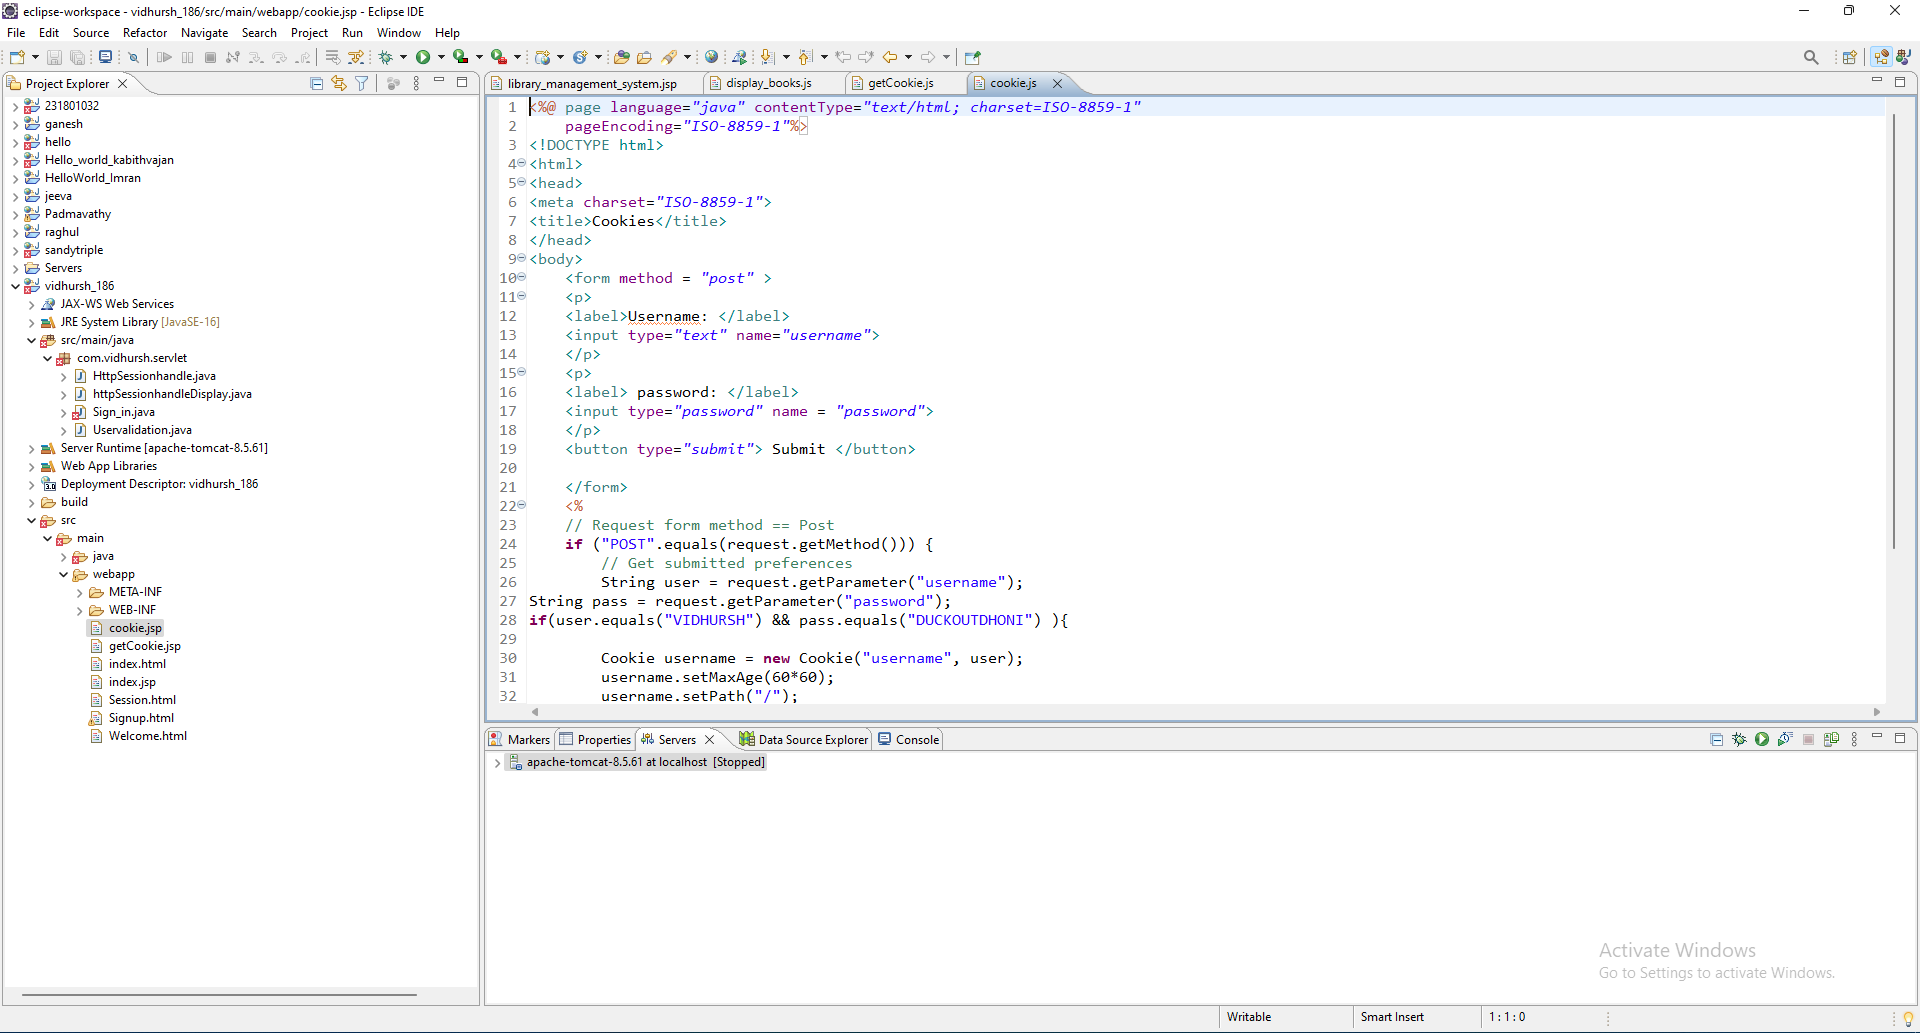 eclipse-workspace - vidhursh_186/src/main/webapp/cookie.jsp - Eclipse IDE
File Edit Source Refactor Navigate Search Project Run Window Help
Project Explorer
library_management_system.jsp display_books.js getCookie.js cookie.js
231801032
ganesh
hello
Hello_world_kabithvajan
HelloWorld_Imran
jeeva
Padmavathy
raghul
sandytriple
Servers
vidhursh_186
JAX-WS Web Services
JRE System Library [JavaSE-16]
src/main/java
com.vidhursh.servlet
HttpSessionhandle.java
httpSessionhandleDisplay.java
Sign_in.java
Uservalidation.java
Server Runtime [apache-tomcat-8.5.61]
Web App Libraries
Deployment Descriptor: vidhursh_186
build
src
main
java
webapp
META-INF
WEB-INF
cookie.jsp
getCookie.jsp
index.html
index.jsp
Session.html
Signup.html
Welcome.html
1 <%@ page language="java" contentType="text/html; charset=ISO-8859-1"
2 pageEncoding="ISO-8859-1"%>
3 <!DOCTYPE html>
4 <html>
5 <head>
6 <meta charset="ISO-8859-1">
7 <title>Cookies</title>
8 </head>
9 <body>
10 <form method = "post" >
11 <p>
12 <label>Username: </label>
13 <input type="text" name="username">
14 </p>
15 <p>
16 <label> password: </label>
17 <input type="password" name = "password">
18 </p>
19 <button type="submit"> Submit </button>
20
21 </form>
22 <%
23 // Request form method == Post
24 if ("POST".equals(request.getMethod())) {
25 // Get submitted preferences
26 String user = request.getParameter("username");
27 String pass = request.getParameter("password");
28 if(user.equals("VIDHURSH") && pass.equals("DUCKOUTDHONI") ){
29
30 Cookie username = new Cookie("username", user);
31 username.setMaxAge(60*60);
32 username.setPath("/");
Markers Properties Servers Data Source Explorer Console
apache-tomcat-8.5.61 at localhost [Stopped]
Activate Windows
Go to Settings to activate Windows.
Writable Smart Insert 1 : 1 : 0